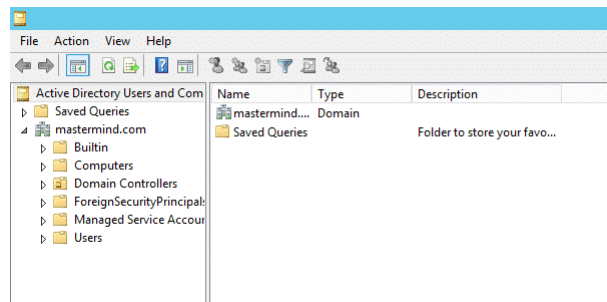 File Action View Help
Active Directory Users and Com
Saved Queries
mastermind.com
Builtin
Computers
Domain Controllers
ForeignSecurityPrincipals
Managed Service Accour
Users
Name Type Description
mastermind.... Domain
Saved Queries Folder to store your favo...